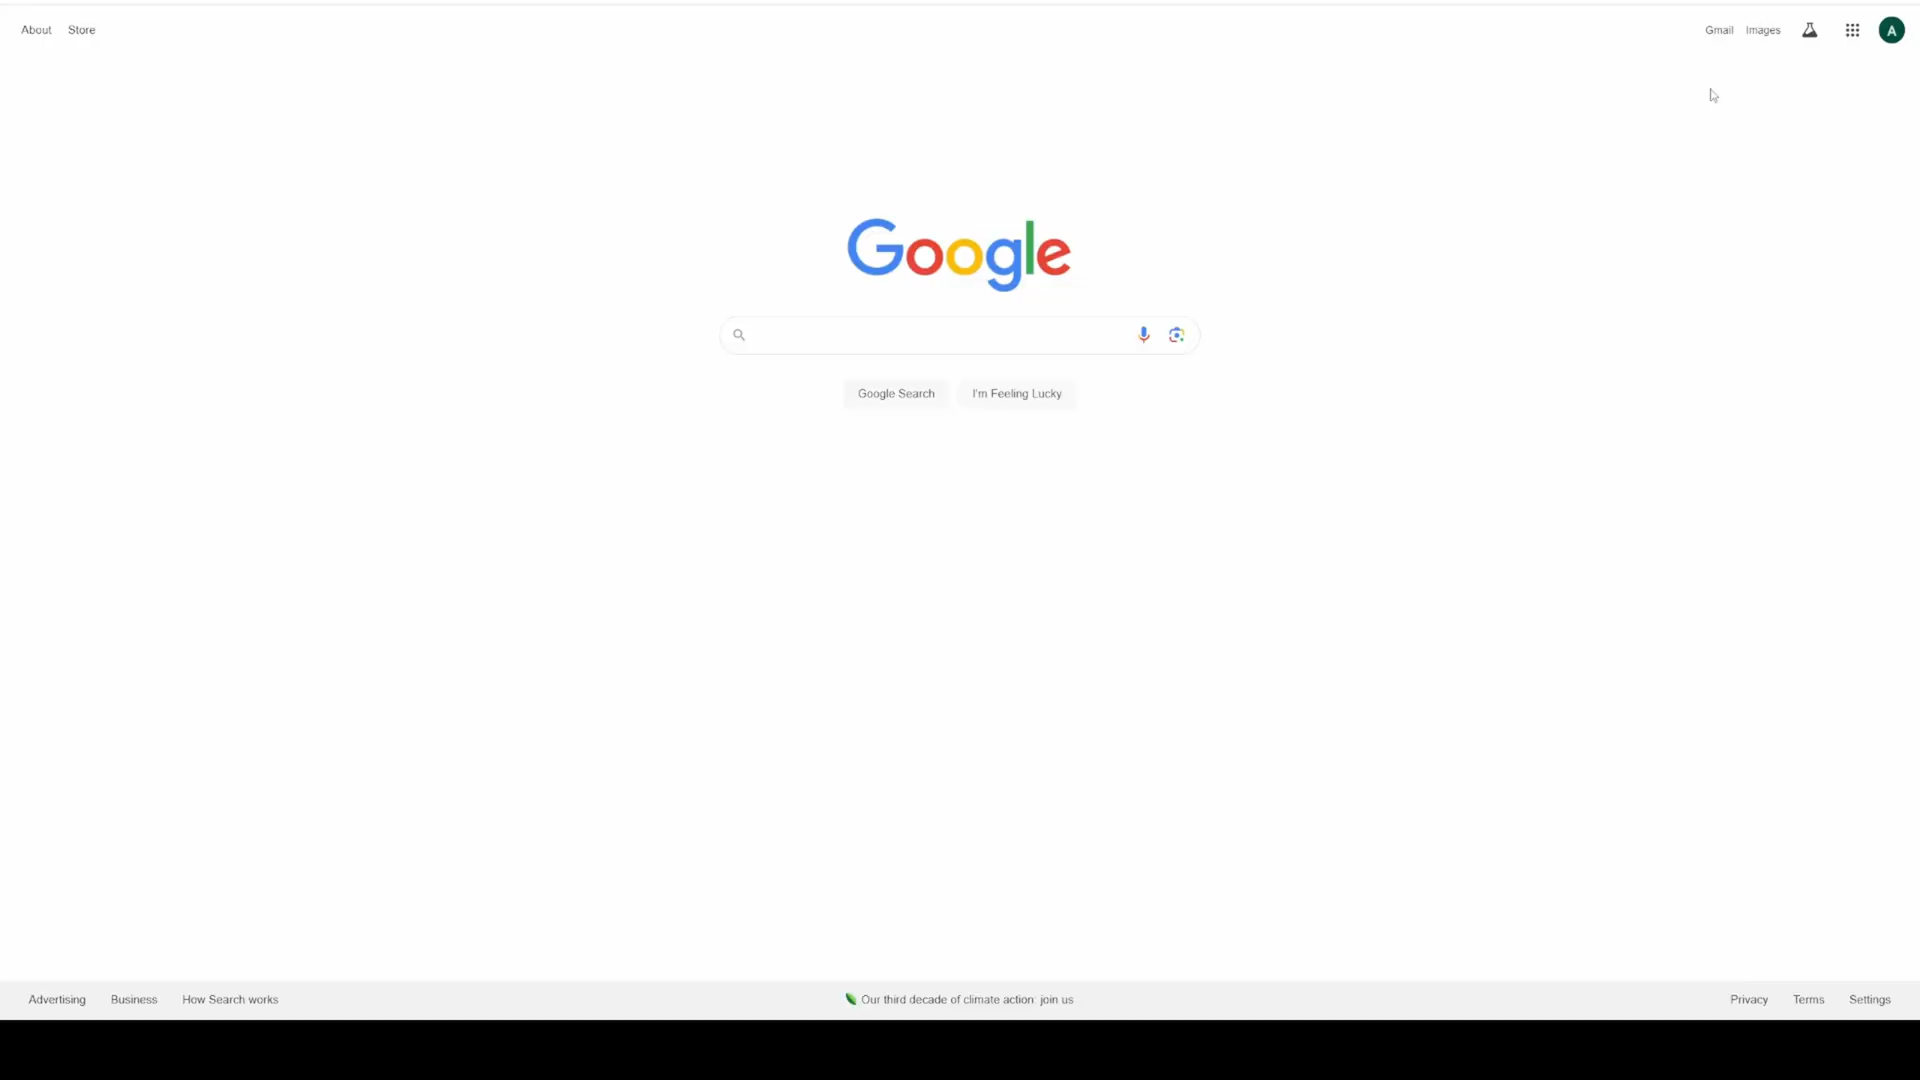 About Store
Gmail Images
A
Google
Google Search I'm Feeling Lucky
Advertising Business How Search works
Our third decade of climate action: join us
Privacy Terms Settings